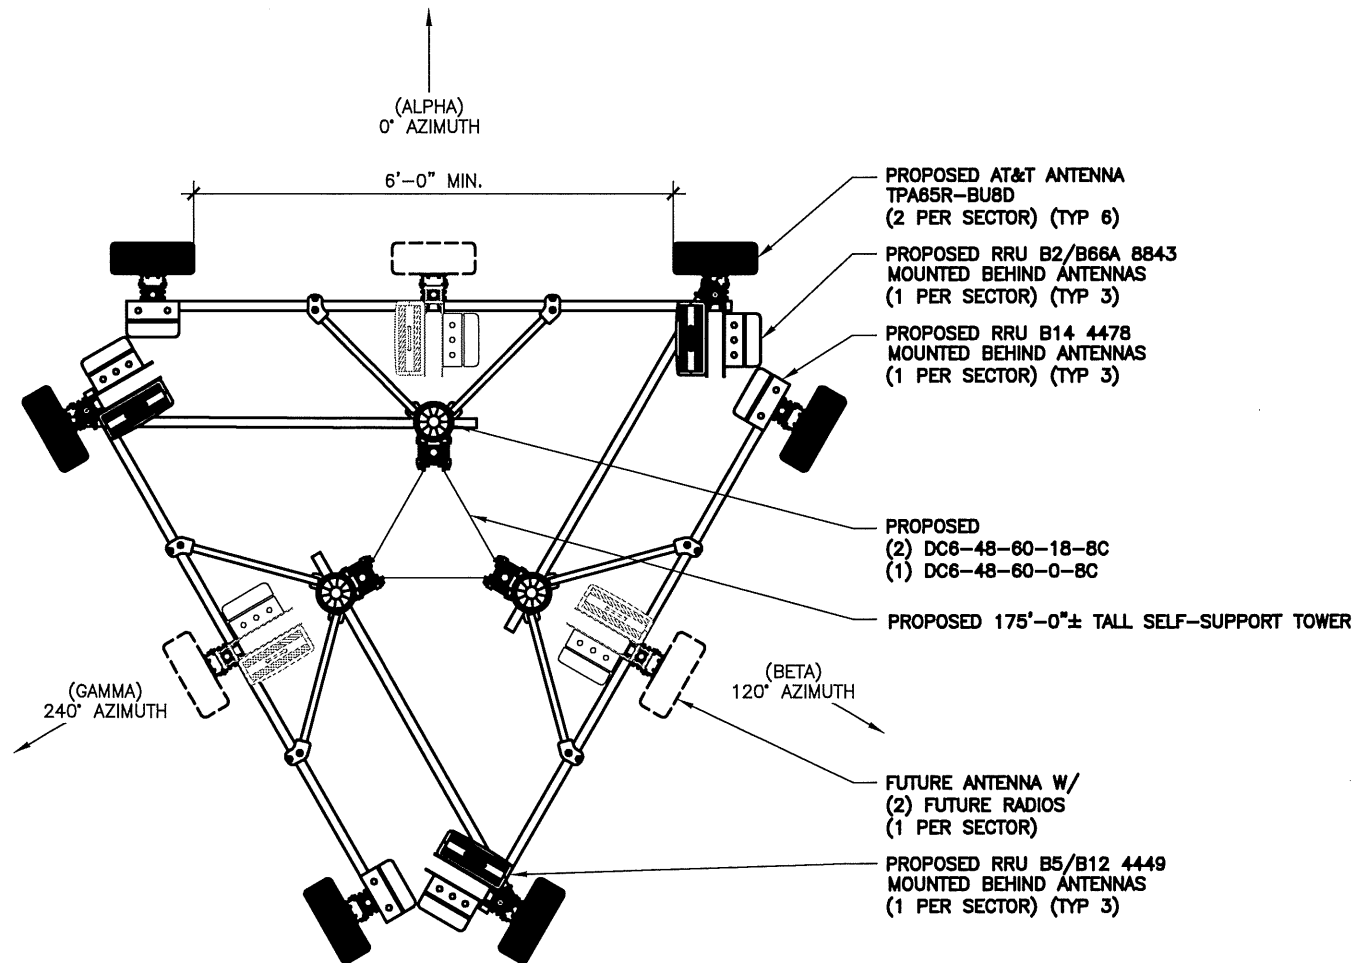 (ALPHA)
0° AZIMUTH
6'-0" MIN.
PROPOSED AT&T ANTENNA
TPA65R-BU8D
(2 PER SECTOR) (TYP 6)
PROPOSED RRU B2/B66A 8843
MOUNTED BEHIND ANTENNAS
(1 PER SECTOR) (TYP 3)
PROPOSED RRU B14 4478
MOUNTED BEHIND ANTENNAS
(1 PER SECTOR) (TYP 3)
PROPOSED
(2) DC6-48-60-18-8C
(1) DC6-48-60-0-8C
PROPOSED 175'-0"± TALL SELF-SUPPORT TOWER
(GAMMA)
240° AZIMUTH
(BETA)
120° AZIMUTH
FUTURE ANTENNA W/
(2) FUTURE RADIOS
(1 PER SECTOR)
PROPOSED RRU B5/B12 4449
MOUNTED BEHIND ANTENNAS
(1 PER SECTOR) (TYP 3)